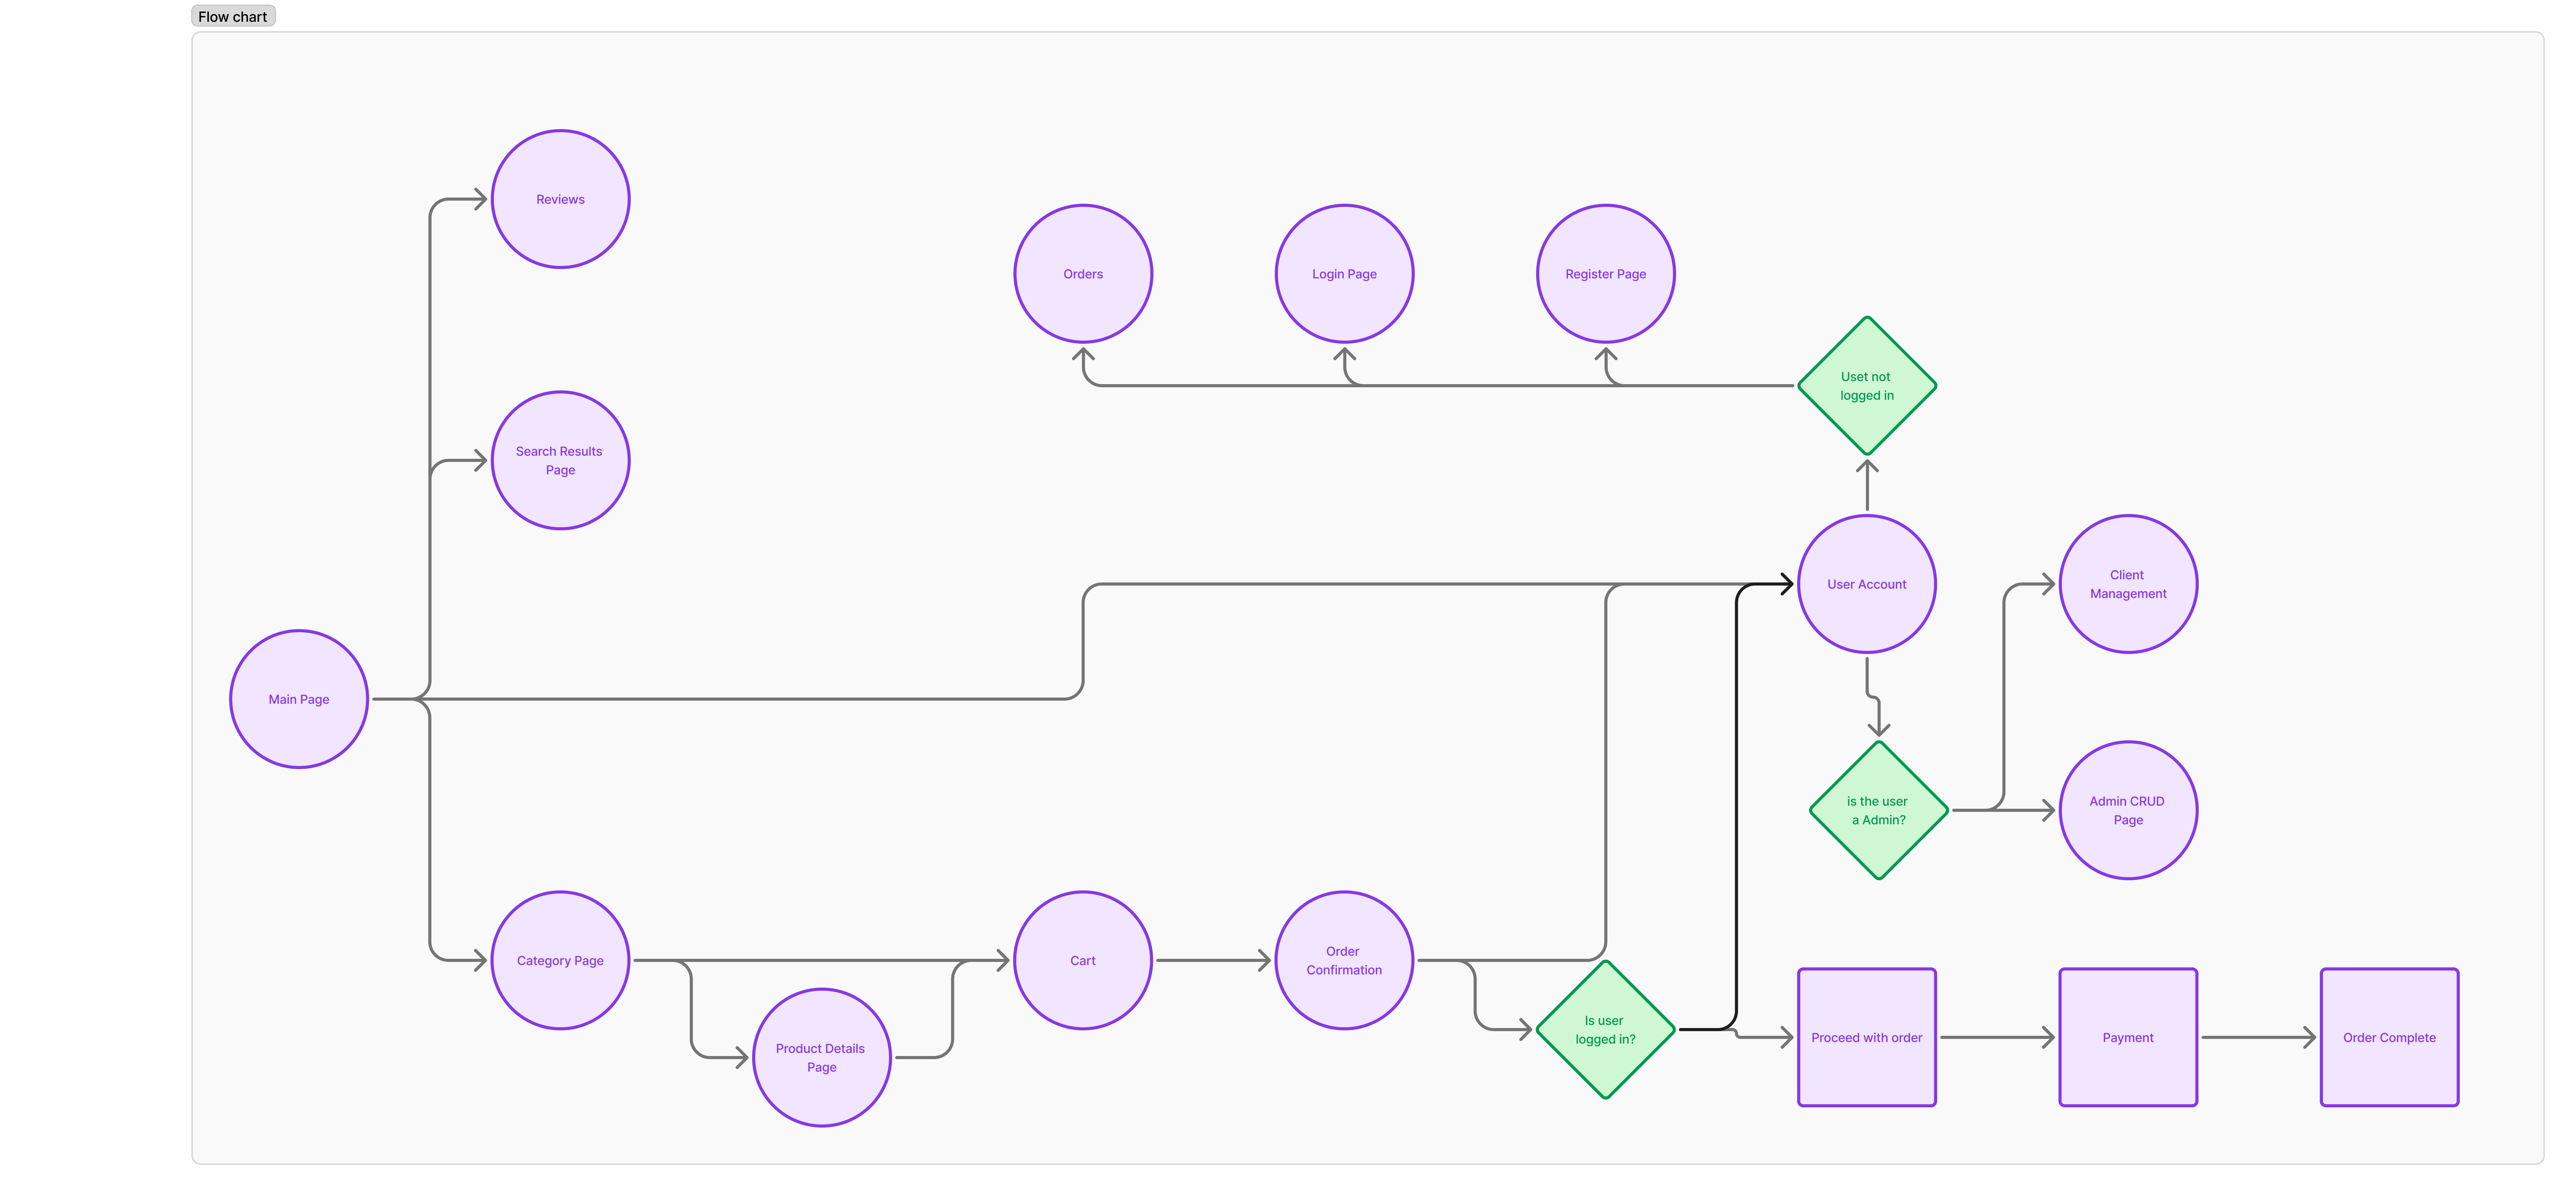 Flow chart
Reviews
Orders
Login Page
Register Page
Uset not
logged in
Search Results
Page
User Account
Client
Management
Main Page
is the user
a Admin?
Admin CRUD
Page
Category Page
Cart
Order
Confirmation
Product Details
Page
Is user
logged in?
Proceed with order
Payment
Order Complete